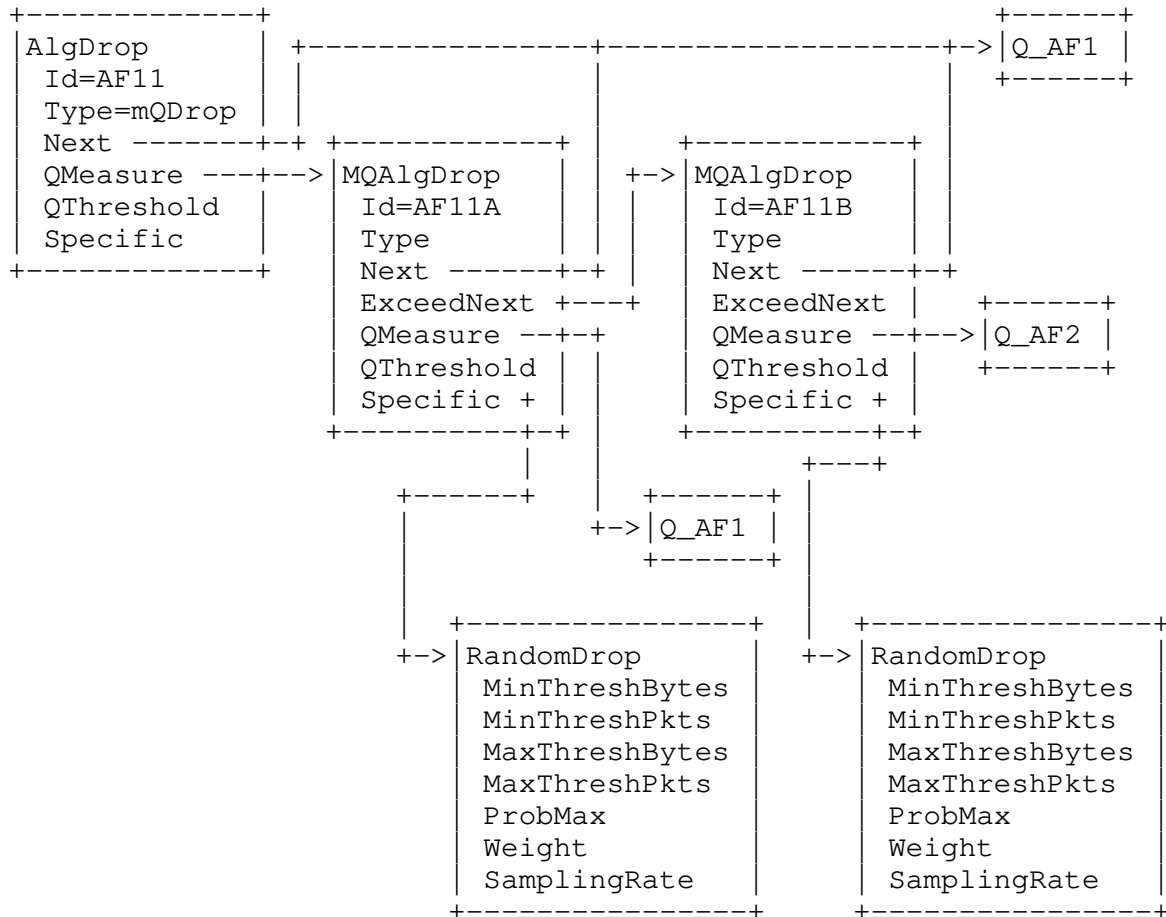 AlgDrop
Id=AF11
Type=mQDrop
Next
QMeasure
QThreshold
Specific
Q_AF1
MQAlgDrop
Id=AF11A
Type
Next
ExceedNext
QMeasure
QThreshold
Specific
MQAlgDrop
Id=AF11B
Type
Next
ExceedNext
QMeasure
QThreshold
Specific
Q_AF2
Q_AF1
RandomDrop
MinThreshBytes
MinThreshPkts
MaxThreshBytes
MaxThreshPkts
ProbMax
Weight
SamplingRate
RandomDrop
MinThreshBytes
MinThreshPkts
MaxThreshBytes
MaxThreshPkts
ProbMax
Weight
SamplingRate